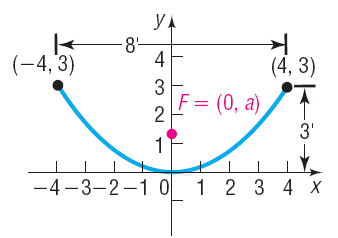 y
8'
(–4, 3)
4
(4, 3)
3
F = (0, a)
2
3'
1
–4 –3 –2 –1 0 1 2 3 4 x